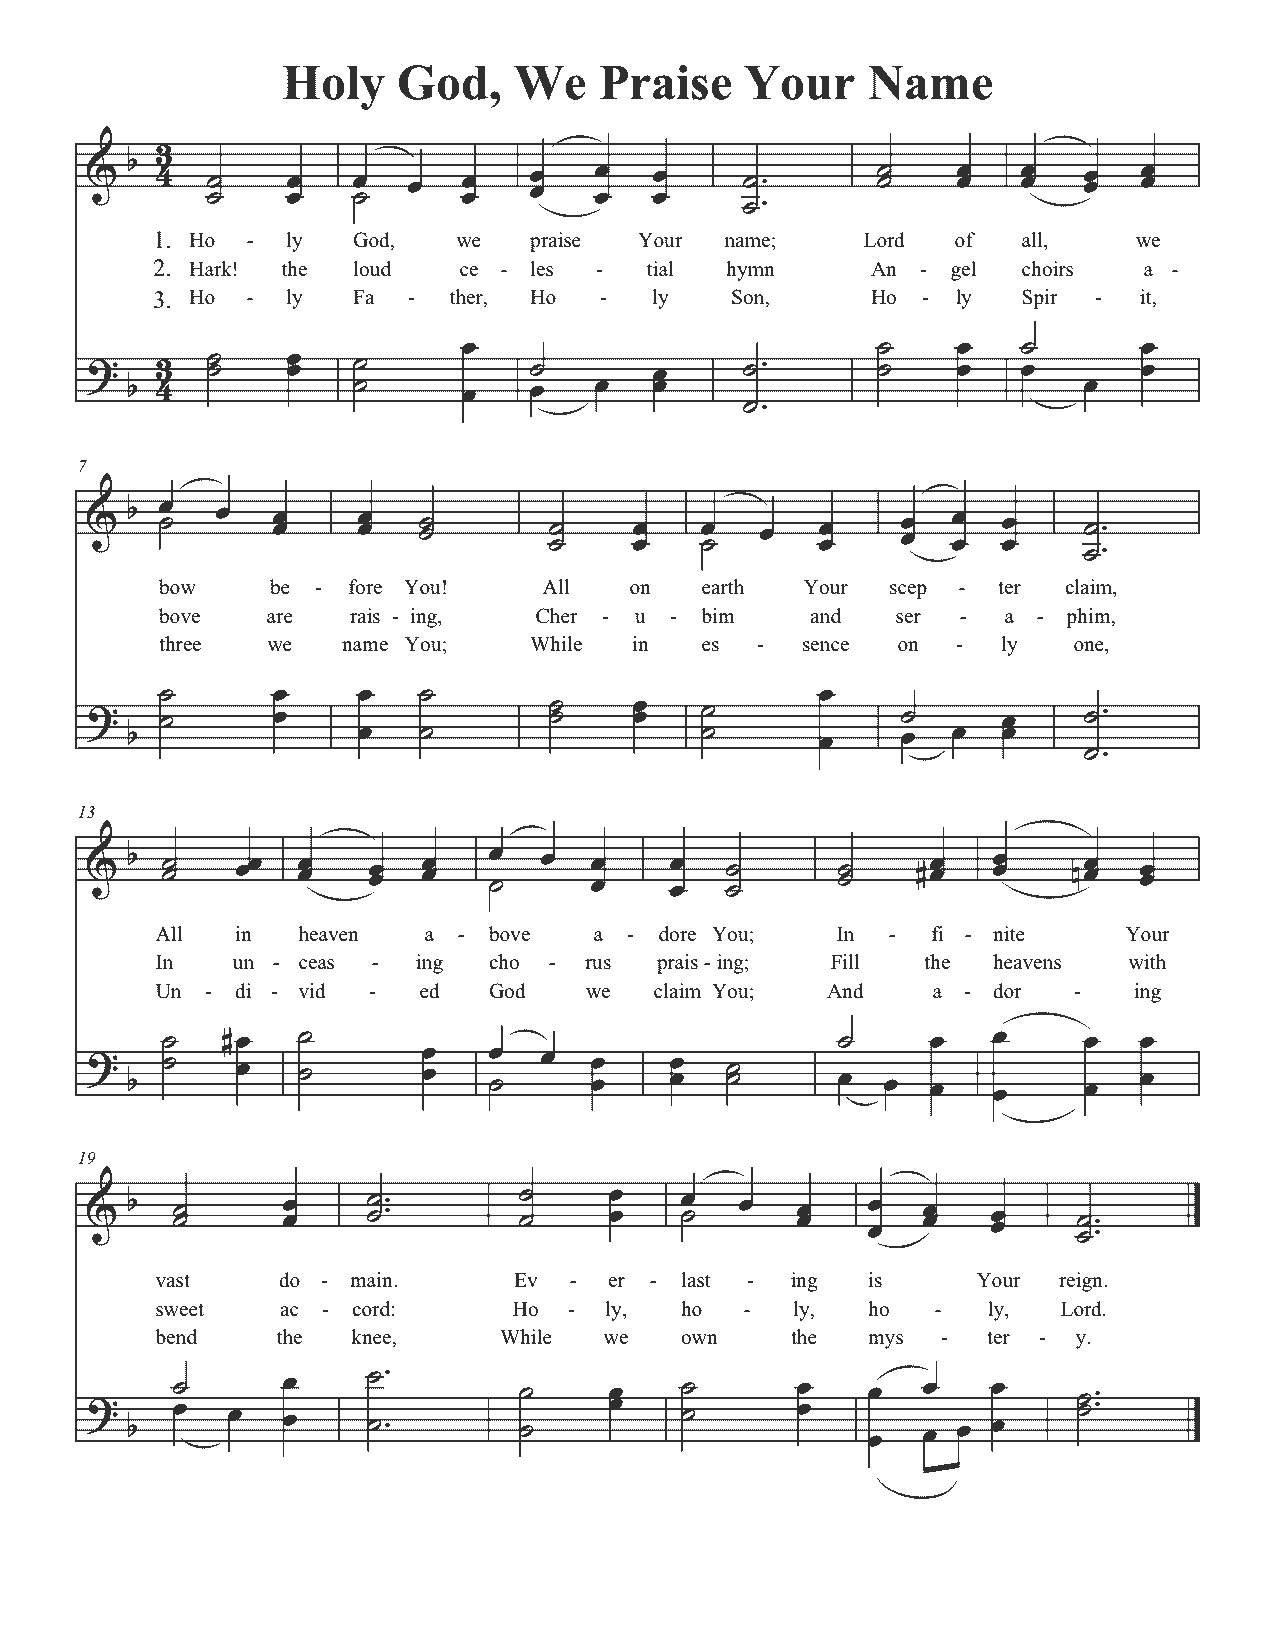 Holy God, We Praise Your Name
3
4
1. Ho - ly God, we praise Your name; Lord of all, we
2. Hark! the loud ce - les - tial hymn An - gel choirs a -
3. Ho - ly Fa - ther, Ho - ly Son, Ho - ly Spir - it,
3
4
7
bow be - fore You! All on earth Your scep - ter claim,
bove are rais - ing, Cher - u - bim and ser - a - phim,
three we name You; While in es - sence on - ly one,
13
All in heaven a - bove a - dore You; In - fi - nite Your
In un - ceas - ing cho - rus prais - ing; Fill the heavens with
Un - di - vid - ed God we claim You; And a - dor - ing
19
vast do - main. Ev - er - last - ing is Your reign.
sweet ac - cord: Ho - ly, ho - ly, ho - ly, Lord.
bend the knee, While we own the mys - ter - y.